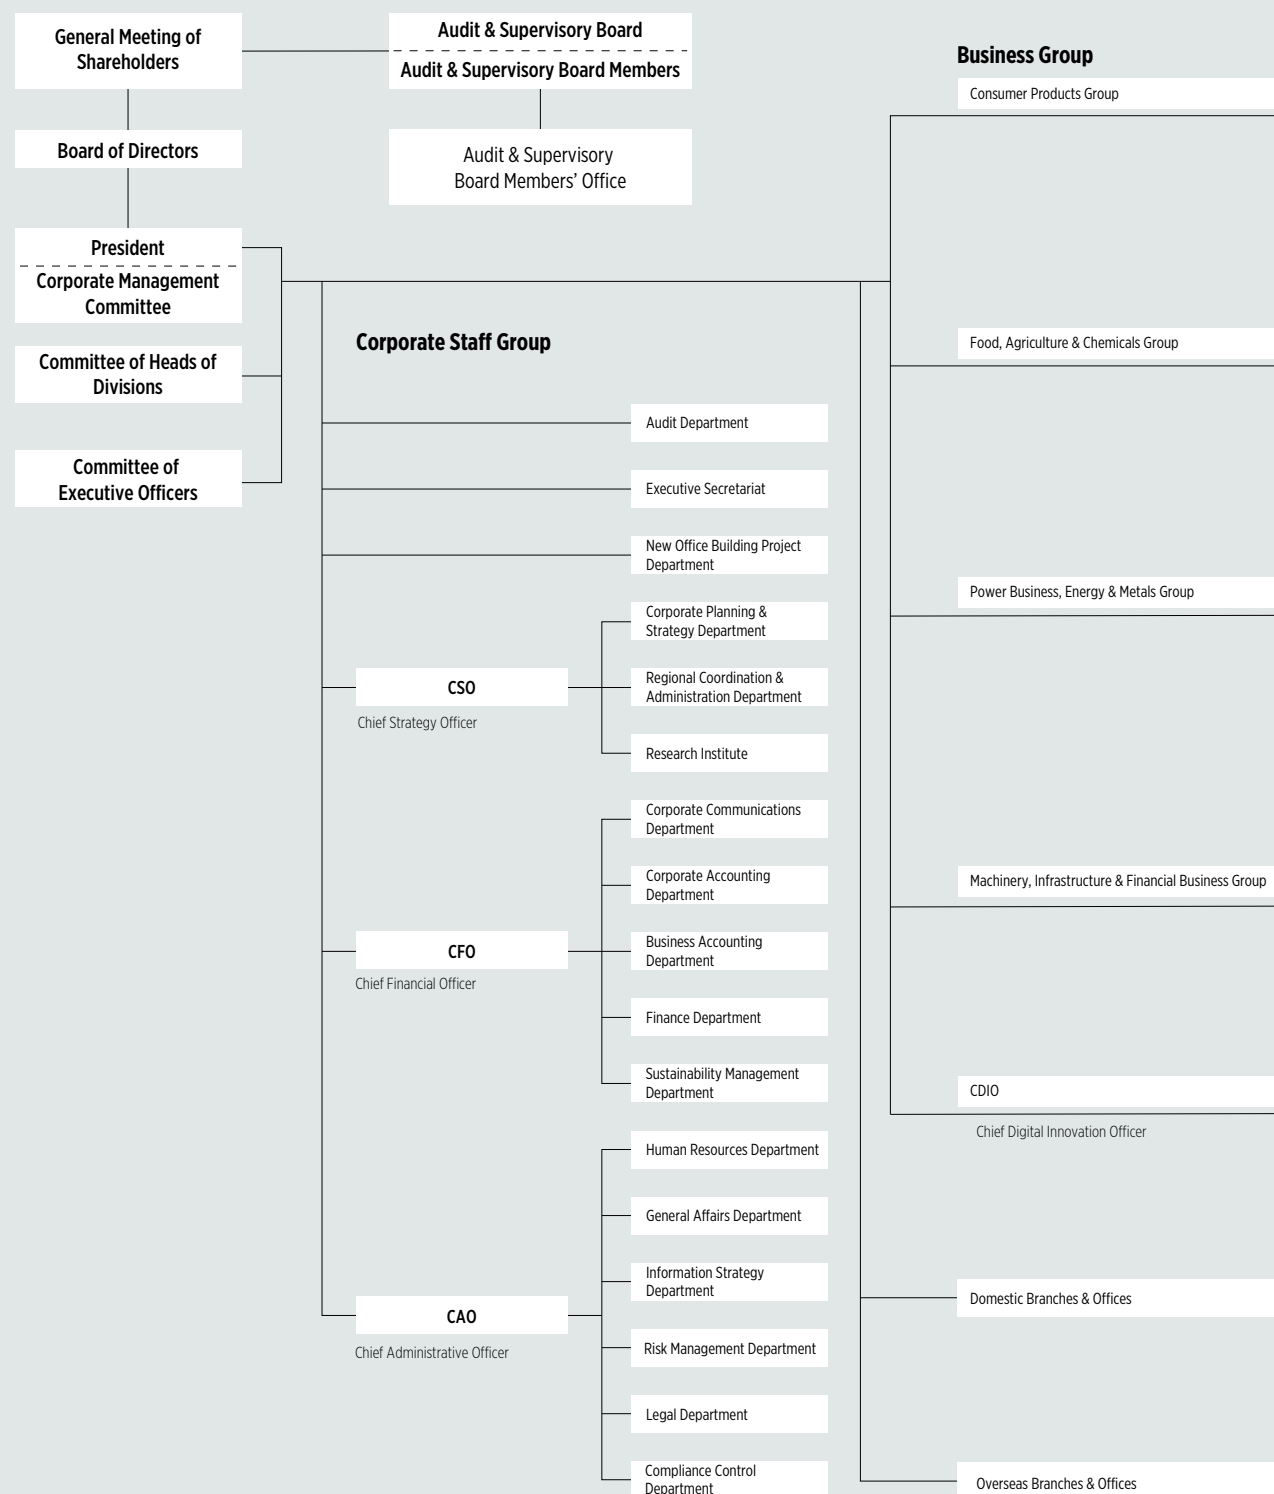 General Meeting of
Shareholders
Audit & Supervisory Board
Audit & Supervisory Board Members
Audit & Supervisory
Board Members’ Office
Board of Directors
President
Corporate Management
Committee
Committee of Heads of
Divisions
Committee of
Executive Officers
Corporate Staff Group
Audit Department
Executive Secretariat
New Office Building Project
Department
CSO
Chief Strategy Officer
Corporate Planning &
Strategy Department
Regional Coordination &
Administration Department
Research Institute
CFO
Chief Financial Officer
Corporate Communications
Department
Corporate Accounting
Department
Business Accounting
Department
Finance Department
Sustainability Management
Department
CAO
Chief Administrative Officer
Human Resources Department
General Affairs Department
Information Strategy
Department
Risk Management Department
Legal Department
Compliance Control
Department
Business Group
Consumer Products Group
Food, Agriculture & Chemicals Group
Power Business, Energy & Metals Group
Machinery, Infrastructure & Financial Business Group
CDIO
Chief Digital Innovation Officer
Domestic Branches & Offices
Overseas Branches & Offices